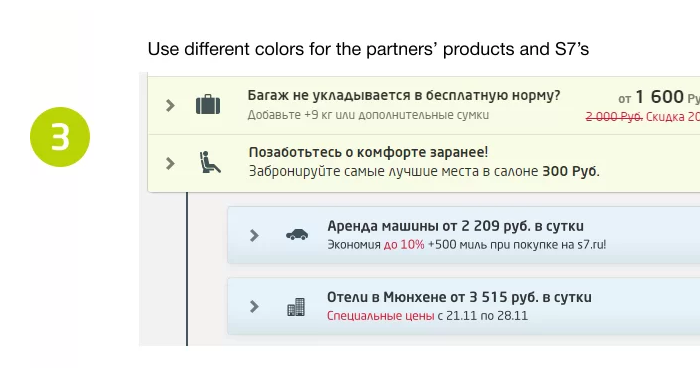 Use different colors for the partners’ products and S7’s
3
Багаж не укладывается в бесплатную норму?
от 1 600 Ру
Добавьте +9 кг или дополнительные сумки
2 000 Руб. Скидка 20
Позаботьтесь о комфорте заранее!
Забронируйте самые лучшие места в салоне 300 Руб.
Аренда машины от 2 209 руб. в сутки
Экономия до 10% +500 миль при покупке на s7.ru!
Отели в Мюнхене от 3 515 руб. в сутки
Специальные цены с 21.11 по 28.11